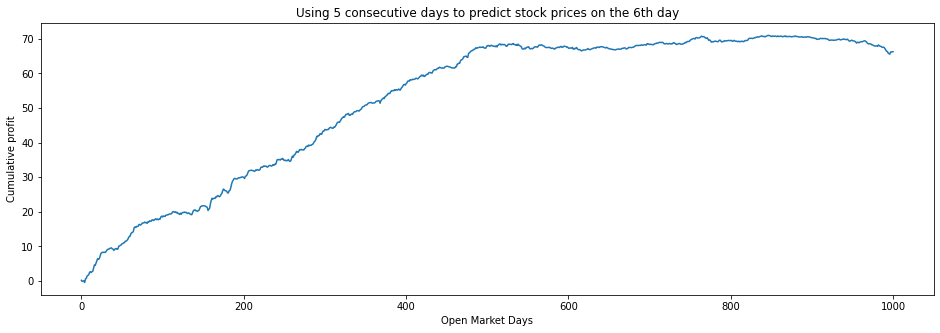 Using 5 consecutive days to predict stock prices on the 6th day
Cumulative profit
70
60
50
40
30
20
10
0
0 200 400 600 800 1000
Open Market Days